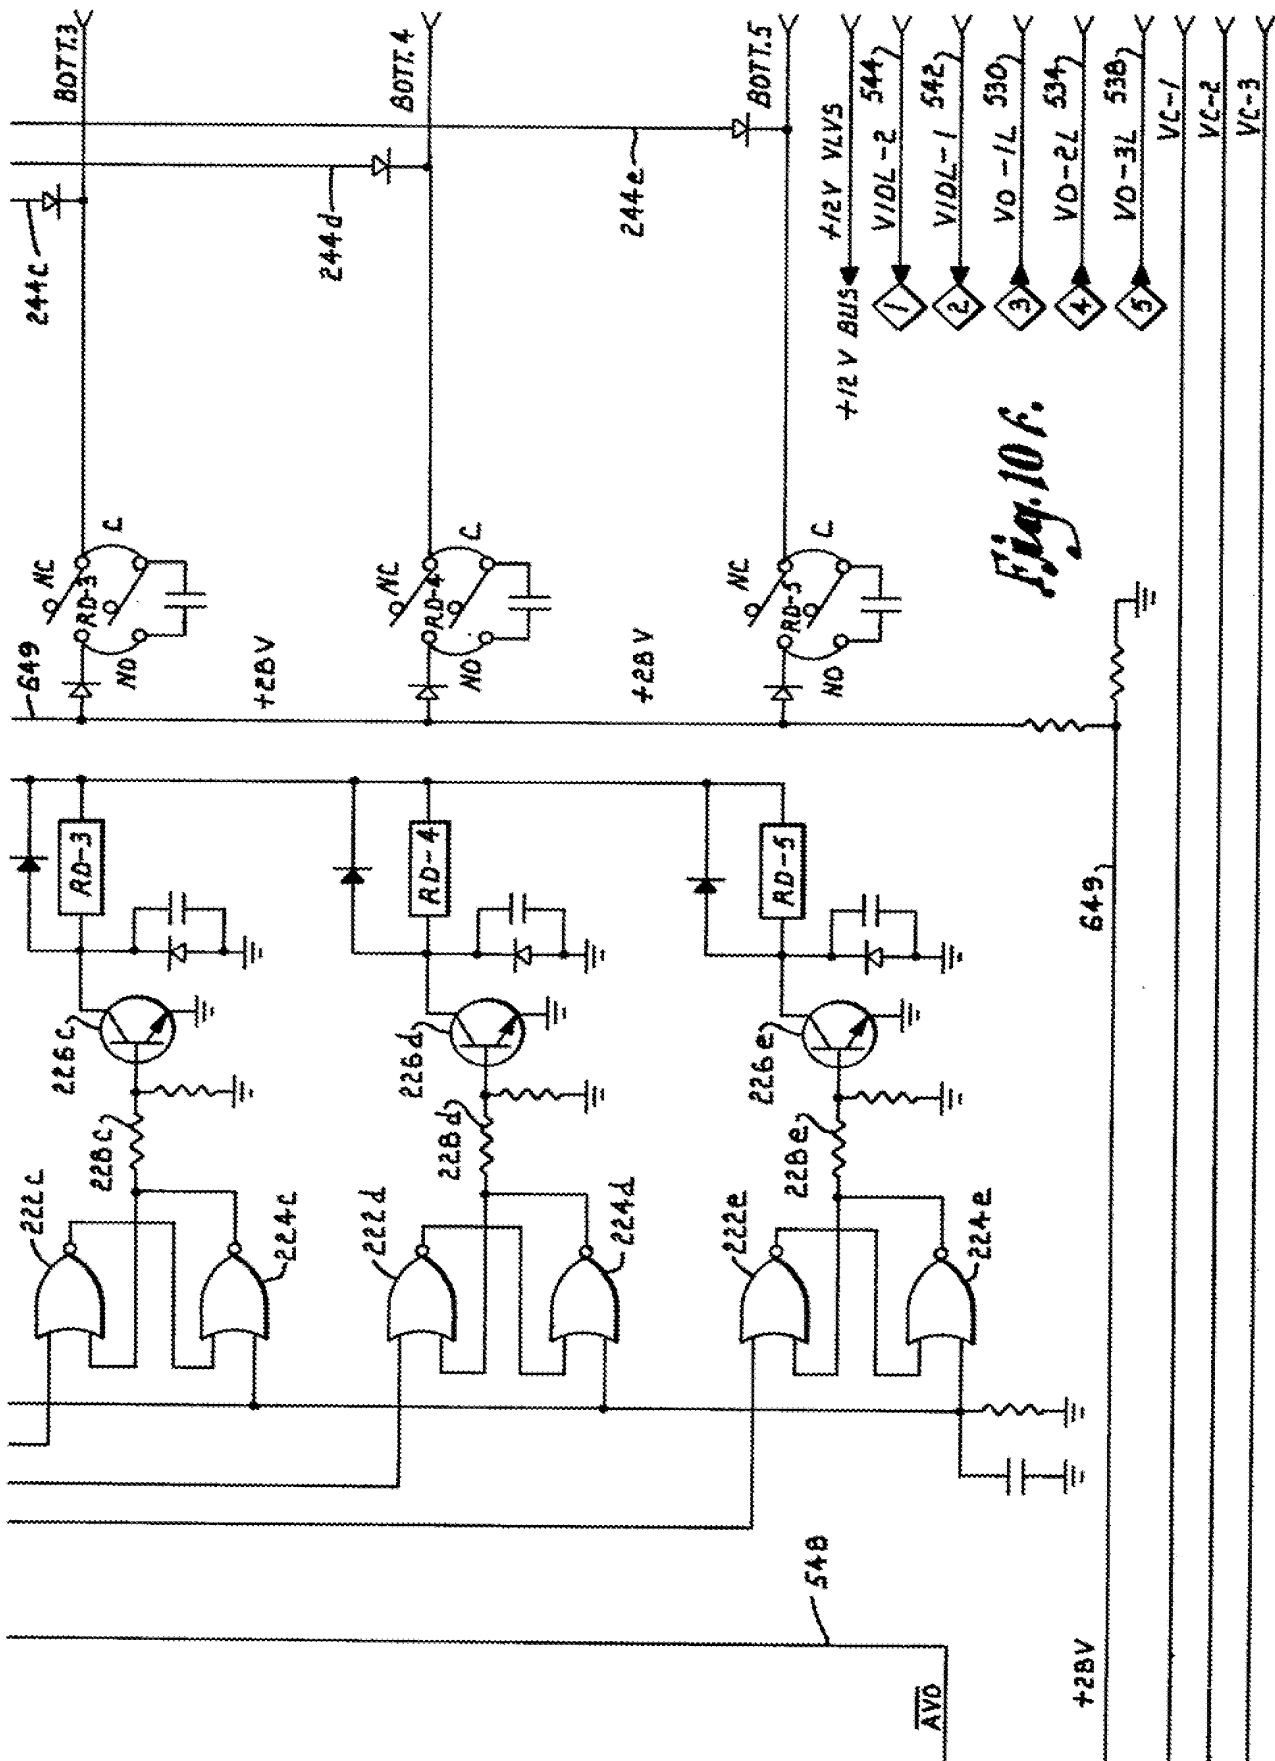 BOTT.3
BOTT.4
BOTT.5
244c
244d
244e
+12V VLVS
VIDL-2 544
VIDL-1 542
VO-1L 530
VO-2L 534
VO-3L 538
VC-1
VC-2
VC-3
+12V BUS
1
2
3
4
5
NC
RD-3
C
NO
NC
RD-4
C
NO
NC
RD-5
C
NO
649
+28V
+28V
Fig. 10f.
RD-3
RD-4
RD-5
649
226c
226d
226e
228c
228d
228e
222c
224c
222d
224d
222e
224e
548
AVO
+28V